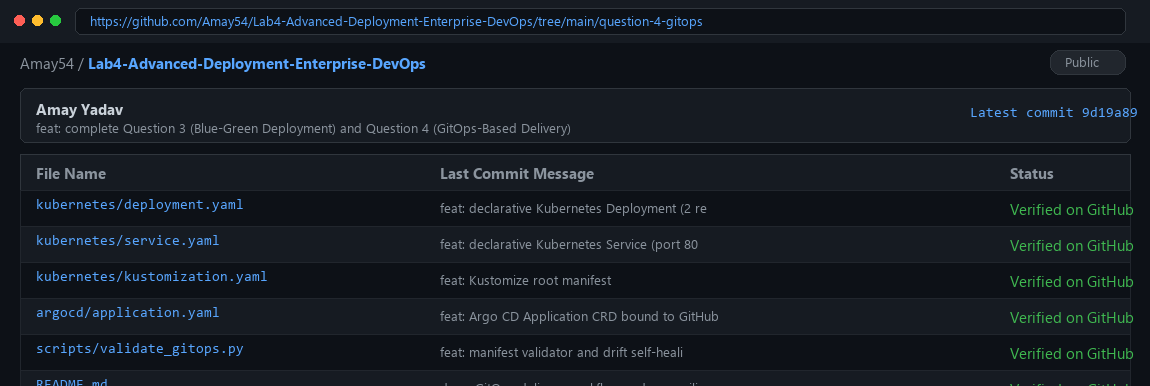 https://github.com/Amay54/Lab4-Advanced-Deployment-Enterprise-DevOps/tree/main/question-4-gitops
Amay54 / Lab4-Advanced-Deployment-Enterprise-DevOps
Public
Amay Yadav
Latest commit 9d19a89
feat: complete Question 3 (Blue-Green Deployment) and Question 4 (GitOps-Based Delivery)
File Name Last Commit Message Status
kubernetes/deployment.yaml feat: declarative Kubernetes Deployment (2 re Verified on GitHub
kubernetes/service.yaml feat: declarative Kubernetes Service (port 80 Verified on GitHub
kubernetes/kustomization.yaml feat: Kustomize root manifest Verified on GitHub
argocd/application.yaml feat: Argo CD Application CRD bound to GitHub Verified on GitHub
scripts/validate_gitops.py feat: manifest validator and drift self-heali Verified on GitHub
README.md